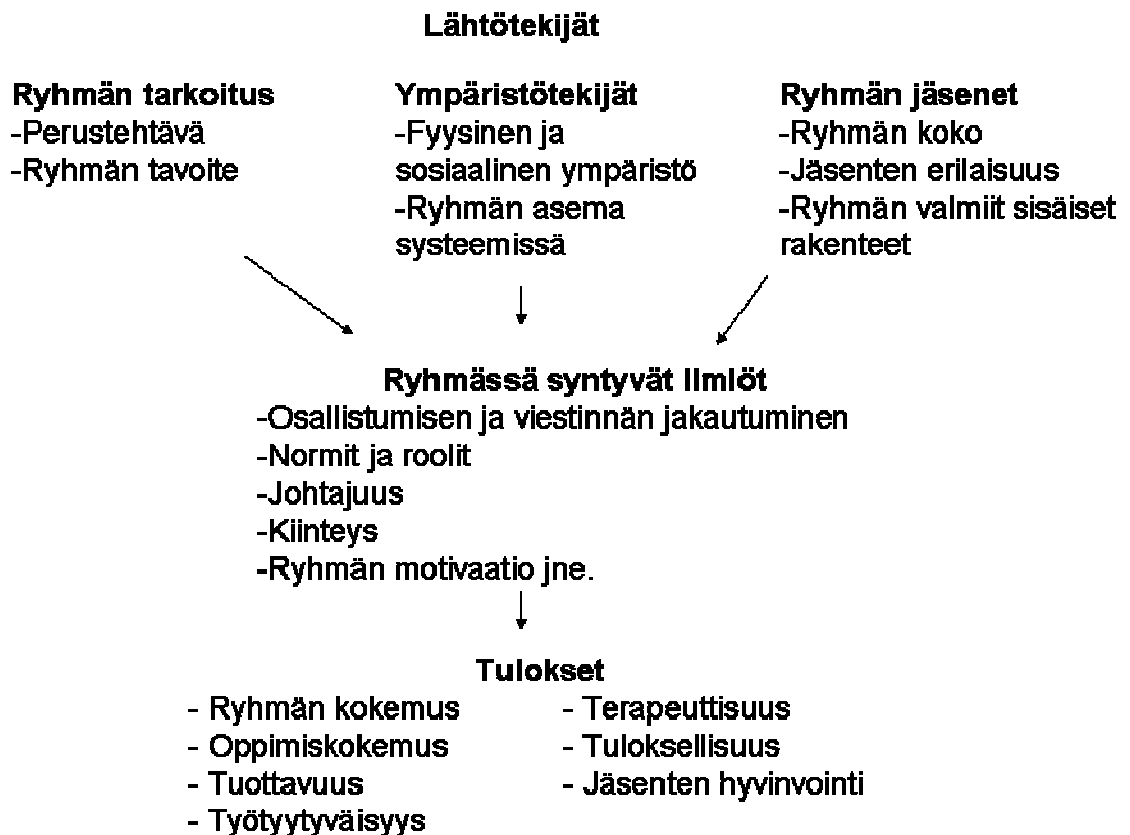 Lähtötekijät
Ryhmän tarkoitus
-Perustehtävä
-Ryhmän tavoite
Ympäristötekijät
-Fyysinen ja
sosiaalinen ympäristö
-Ryhmän asema
systeemissä
Ryhmän jäsenet
-Ryhmän koko
-Jäsenten erilaisuus
-Ryhmän valmiit sisäiset
rakenteet
Ryhmässä syntyvät ilmiöt
-Osallistumisen ja viestinnän jakautuminen
-Normit ja roolit
-Johtajuus
-Kiinteys
-Ryhmän motivaatio jne.
Tulokset
- Ryhmän kokemus
- Oppimiskokemus
- Tuottavuus
- Työtyytyväisyys
- Terapeuttisuus
- Tuloksellisuus
- Jäsenten hyvinvointi